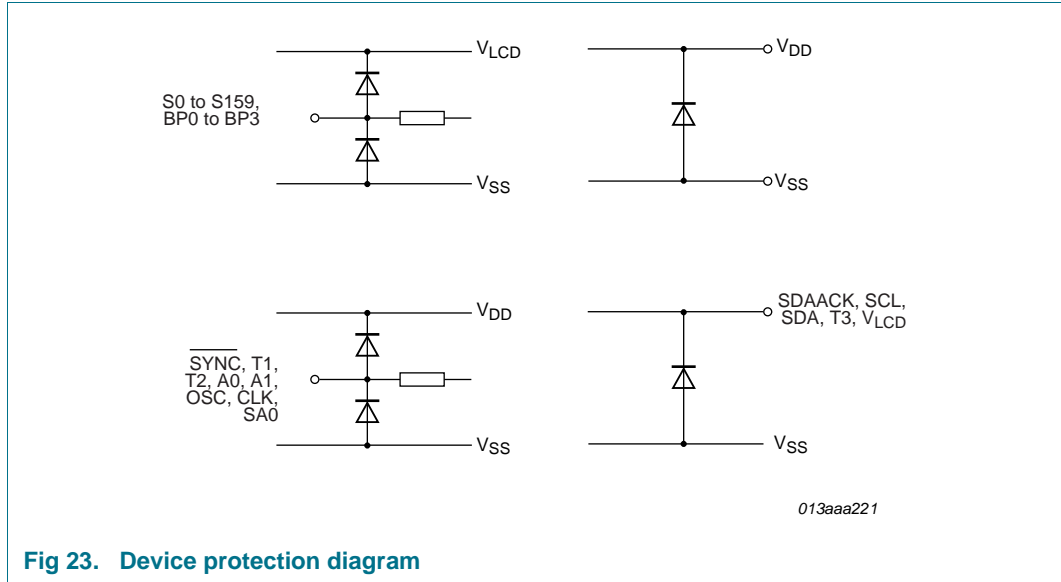 VLCD
S0 to S159,
BP0 to BP3
VSS
VDD
VSS
VDD
SYNC, T1,
T2, A0, A1,
OSC, CLK,
SA0
VSS
SDAACK, SCL,
SDA, T3, VLCD
VSS
013aaa221
Fig 23. Device protection diagram